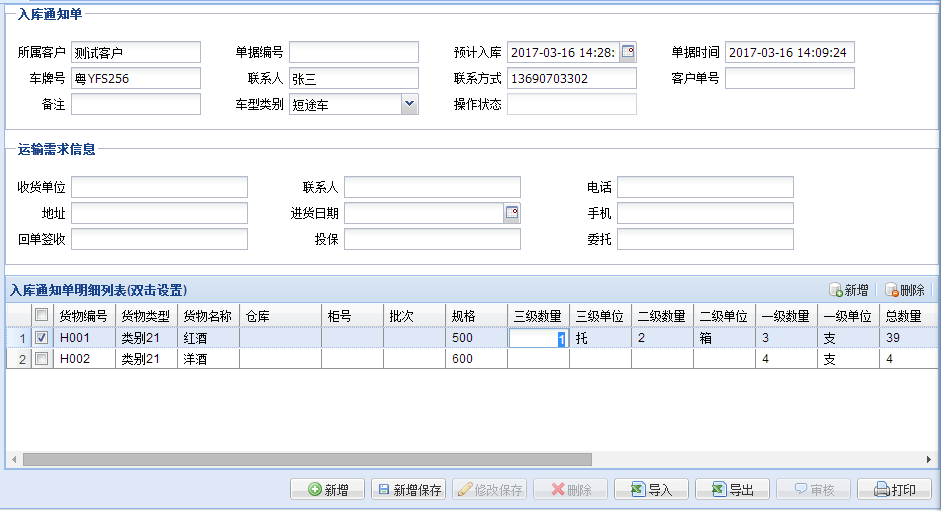 入库通知单
所属客户 测试客户 单据编号 预计入库 2017-03-16 14:28: 单据时间 2017-03-16 14:09:24
车牌号 粤YFS256 联系人 张三 联系方式 13690703302 客户单号
备注 车型类别 短途车 操作状态
运输需求信息
收货单位 联系人 电话
地址 进货日期 手机
回单签收 投保 委托
入库通知单明细列表(双击设置) 新增 删除
货物编号 货物类型 货物名称 仓库 柜号 批次 规格 三级数量 三级单位 二级数量 二级单位 一级数量 一级单位 总数量
1 H001 类别21 红酒 500 1 托 2 箱 3 支 39
2 H002 类别21 洋酒 600 4 支 4
新增 新增保存 修改保存 删除 导入 导出 审核 打印